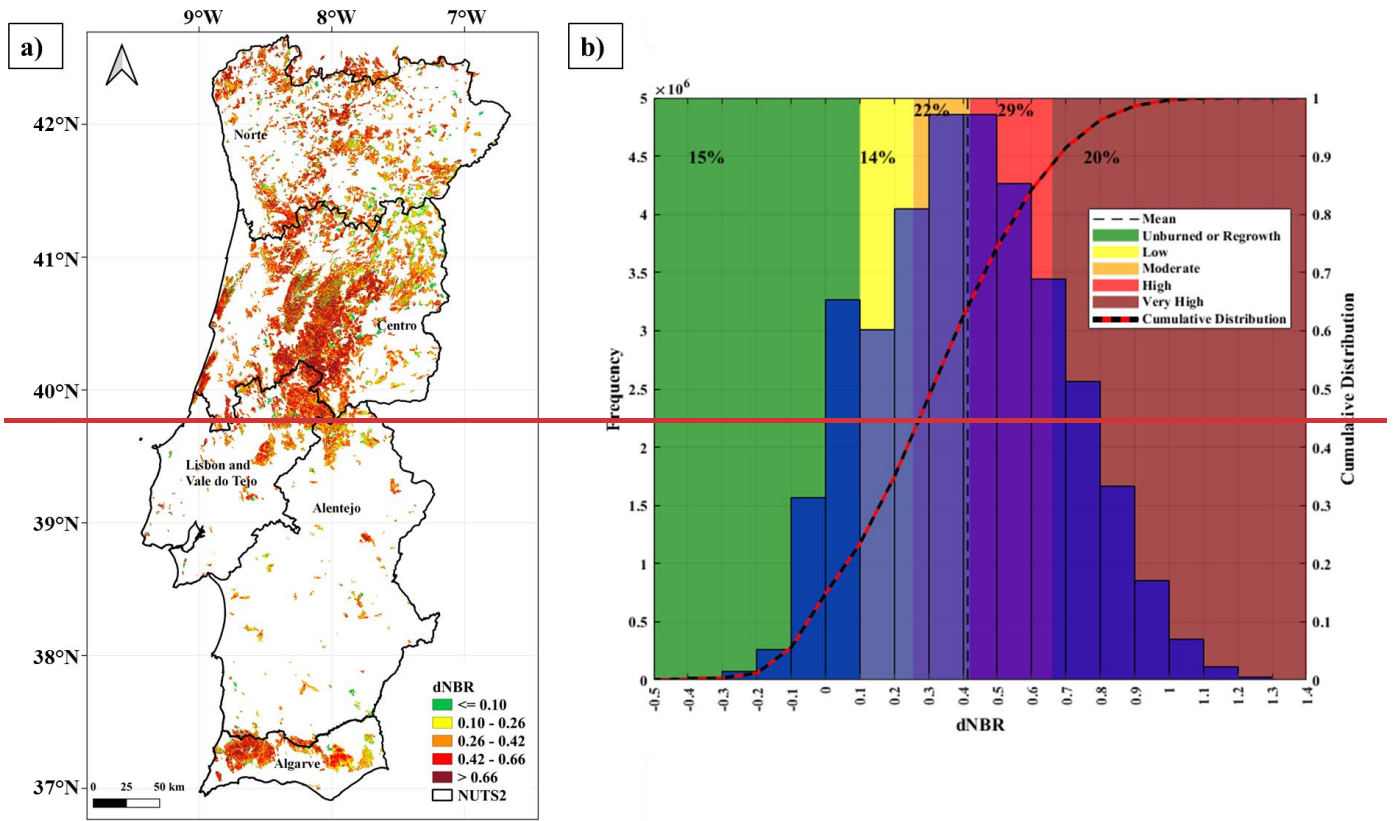 a)
9°W 8°W 7°W
42°N
41°N
40°N
39°N
38°N
37°N
Norte
Centro
Lisbon and
Vale do Tejo
Alentejo
Algarve
dNBR
<= 0.10
0.10 - 0.26
0.26 - 0.42
0.42 - 0.66
> 0.66
NUTS2
0 25 50 km
b)
×10⁶
5
4.5
4
3.5
3
2.5
2
1.5
1
0.5
0
Frequency
15%
14%
22%
29%
20%
Mean
Unburned or Regrowth
Low
Moderate
High
Very High
Cumulative Distribution
1
0.9
0.8
0.7
0.6
0.5
0.4
0.3
0.2
0.1
0
Cumulative Distribution
-0.5 -0.4 -0.3 -0.2 -0.1 0 0.1 0.2 0.3 0.4 0.5 0.6 0.7 0.8 0.9 1 1.1 1.2 1.3 1.4
dNBR